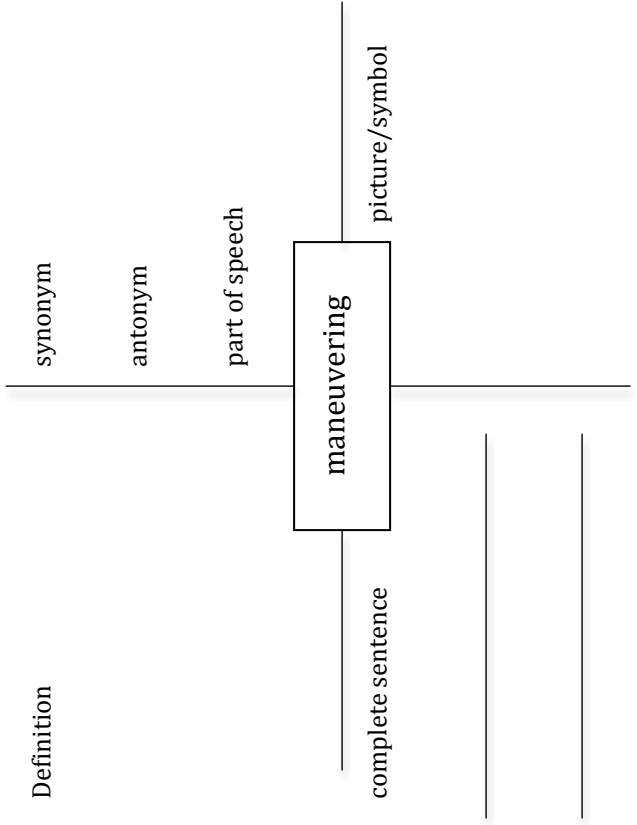 Definition
synonym
antonym
part of speech
maneuvering
complete sentence
picture/symbol